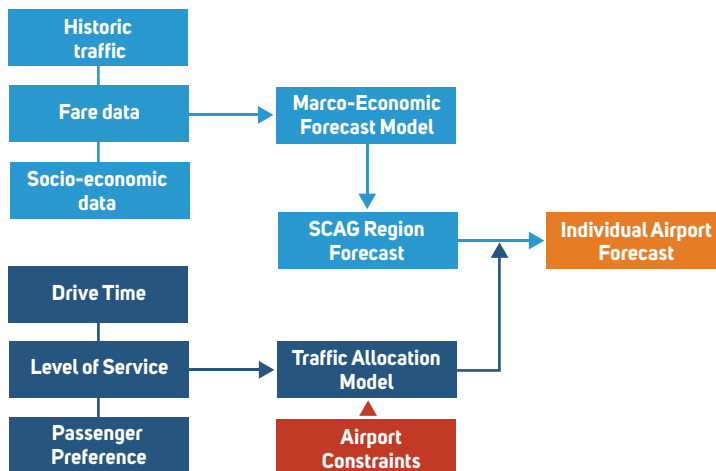 Historic
traffic
Fare data
Socio-economic
data
Marco-Economic
Forecast Model
SCAG Region
Forecast
Individual Airport
Forecast
Drive Time
Level of Service
Passenger
Preference
Traffic Allocation
Model
Airport
Constraints